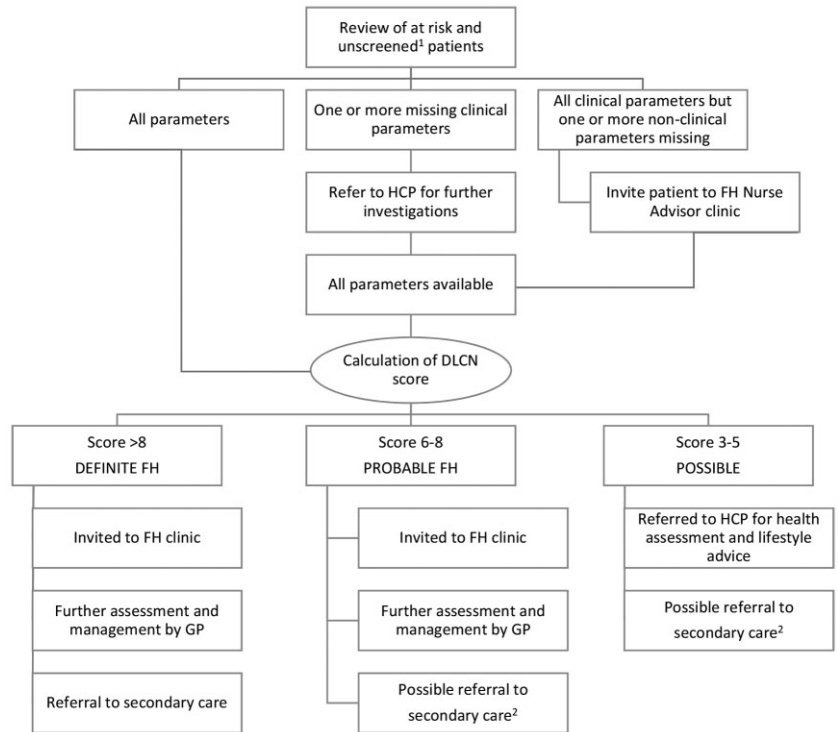 Review of at risk and
unscreened¹ patients
All parameters
One or more missing clinical
parameters
All clinical parameters but
one or more non-clinical
parameters missing
Refer to HCP for further
investigations
Invite patient to FH Nurse
Advisor clinic
All parameters available
Calculation of DLCN
score
Score >8
DEFINITE FH
Score 6-8
PROBABLE FH
Score 3-5
POSSIBLE
Invited to FH clinic
Invited to FH clinic
Referred to HCP for health
assessment and lifestyle
advice
Further assessment and
management by GP
Further assessment and
management by GP
Possible referral to
secondary care²
Referral to secondary care
Possible referral to
secondary care²